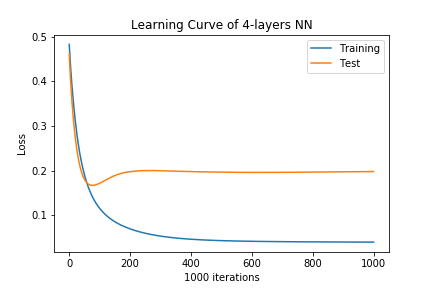 Learning Curve of 4-layers NN
Training
Test
Loss
0.5
0.4
0.3
0.2
0.1
0 200 400 600 800 1000
1000 iterations